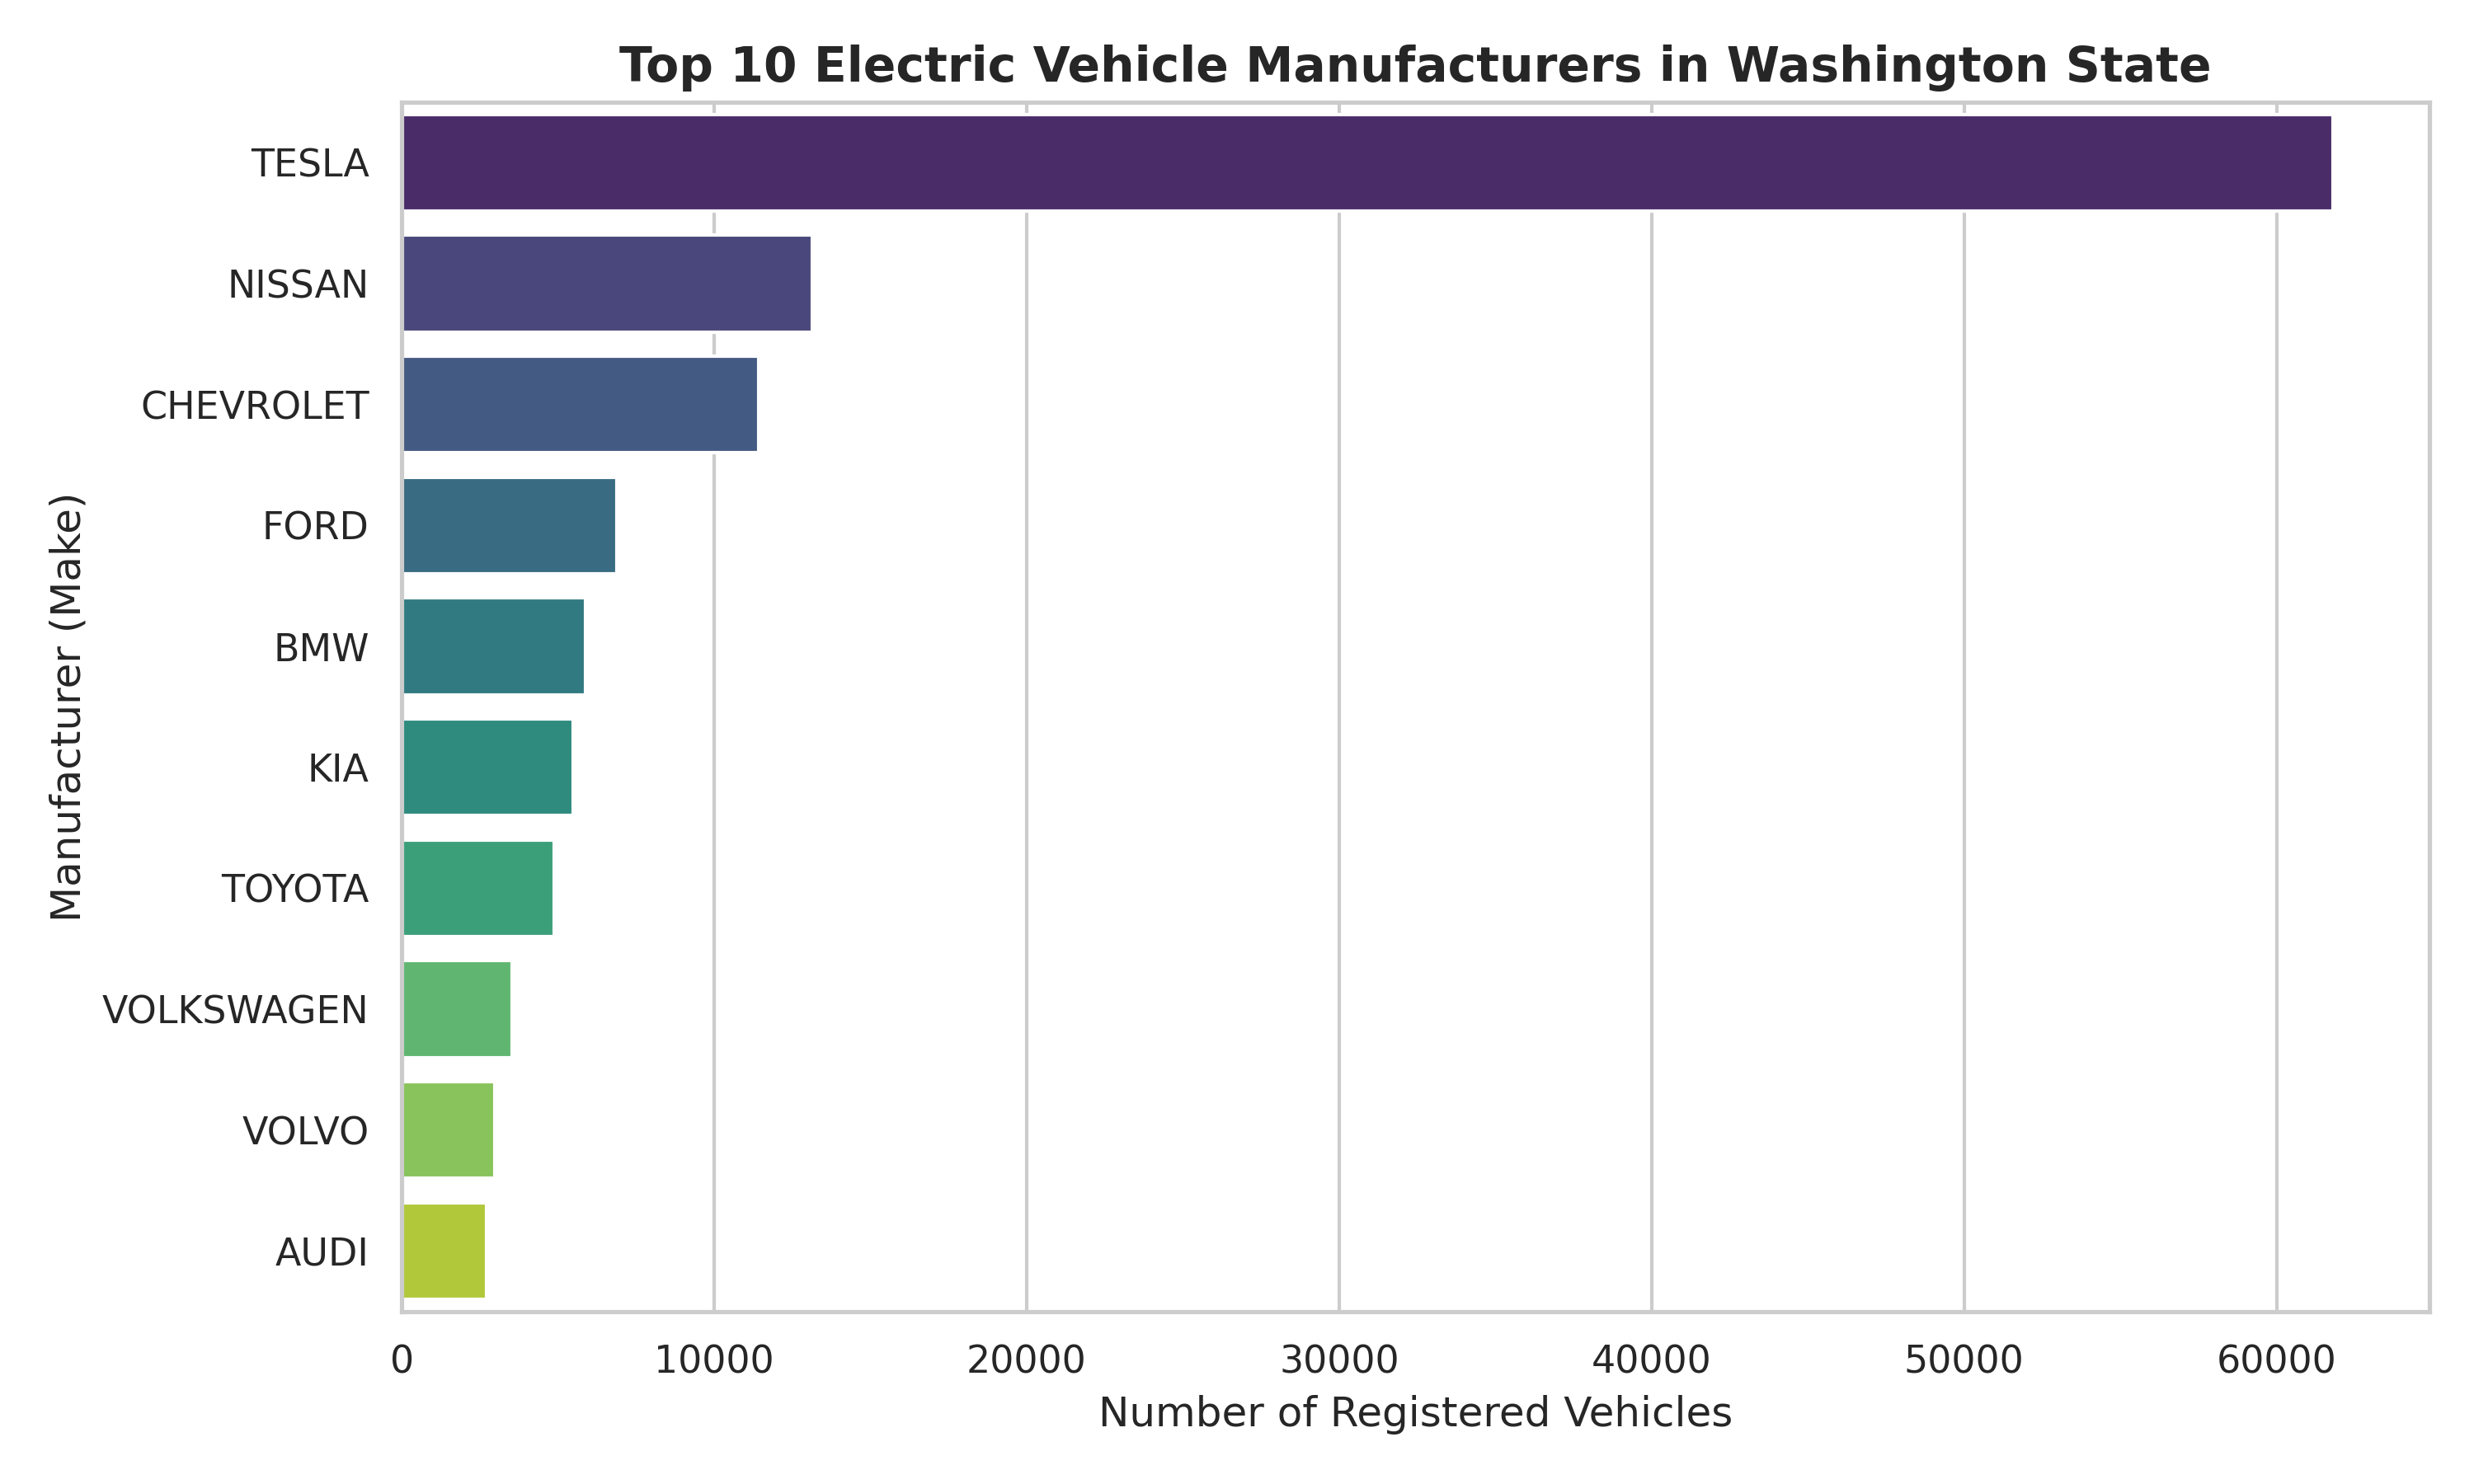 Top 10 Electric Vehicle Manufacturers in Washington State
Manufacturer (Make)
TESLA
NISSAN
CHEVROLET
FORD
BMW
KIA
TOYOTA
VOLKSWAGEN
VOLVO
AUDI
0 10000 20000 30000 40000 50000 60000
Number of Registered Vehicles